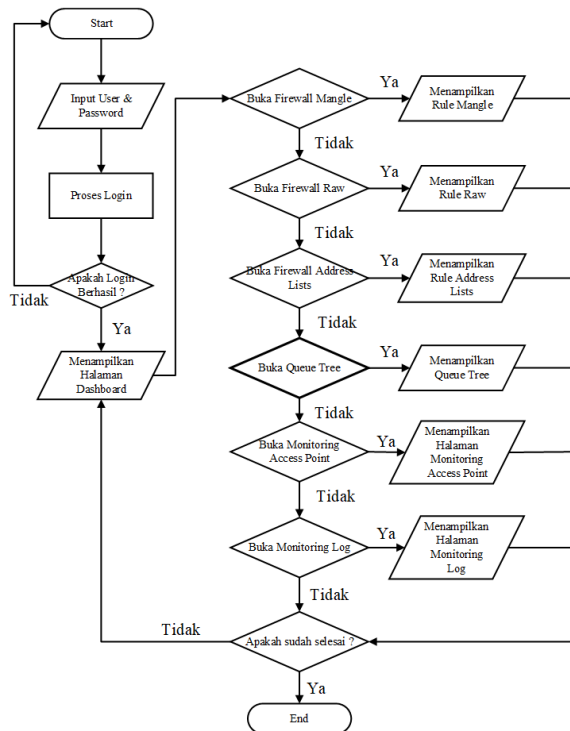 Start
Input User &
Password
Proses Login
Apakah Login
Berhasil ?
Tidak
Ya
Menampilkan
Halaman
Dashboard
Buka Firewall Mangle
Ya
Menampilkan
Rule Mangle
Tidak
Buka Firewall Raw
Ya
Menampilkan
Rule Raw
Tidak
Buka Firewall Address
Lists
Ya
Menampilkan
Rule Address
Lists
Tidak
Buka Queue Tree
Ya
Menampilkan
Queue Tree
Tidak
Buka Monitoring
Access Point
Ya
Menampilkan
Halaman
Monitoring
Access Point
Tidak
Buka Monitoring Log
Ya
Menampilkan
Halaman
Monitoring
Log
Tidak
Apakah sudah selesai ?
Tidak
Ya
End